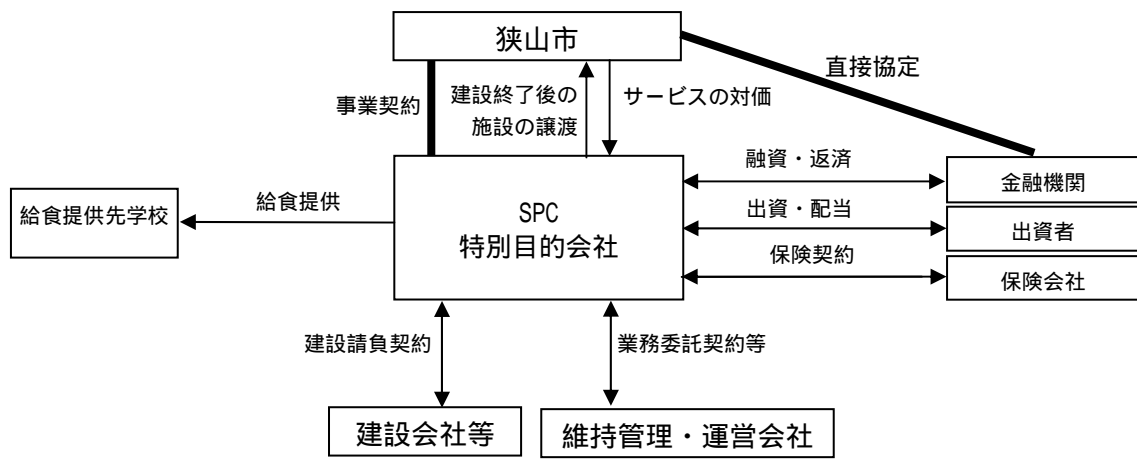 狭山市
直接協定
事業契約
建設終了後の
施設の譲渡
サービスの対価
融資・返済
金融機関
給食提供先学校
給食提供
SPC
特別目的会社
出資・配当
出資者
保険契約
保険会社
建設請負契約
業務委託契約等
建設会社等
維持管理・運営会社